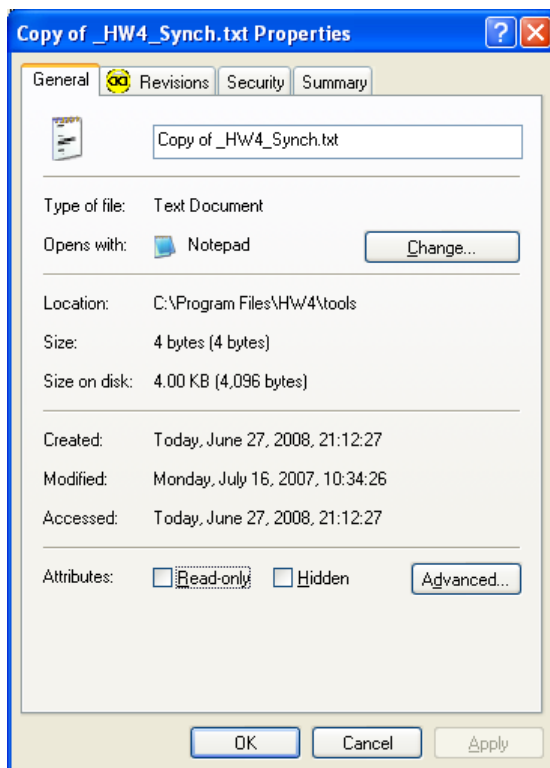 Copy of _HW4_Synch.txt Properties
General Revisions Security Summary
Copy of _HW4_Synch.txt
Type of file: Text Document
Opens with: Notepad Change...
Location: C:\Program Files\HW4\tools
Size: 4 bytes (4 bytes)
Size on disk: 4.00 KB (4,096 bytes)
Created: Today, June 27, 2008, 21:12:27
Modified: Monday, July 16, 2007, 10:34:26
Accessed: Today, June 27, 2008, 21:12:27
Attributes: Read-only Hidden Advanced...
OK Cancel Apply